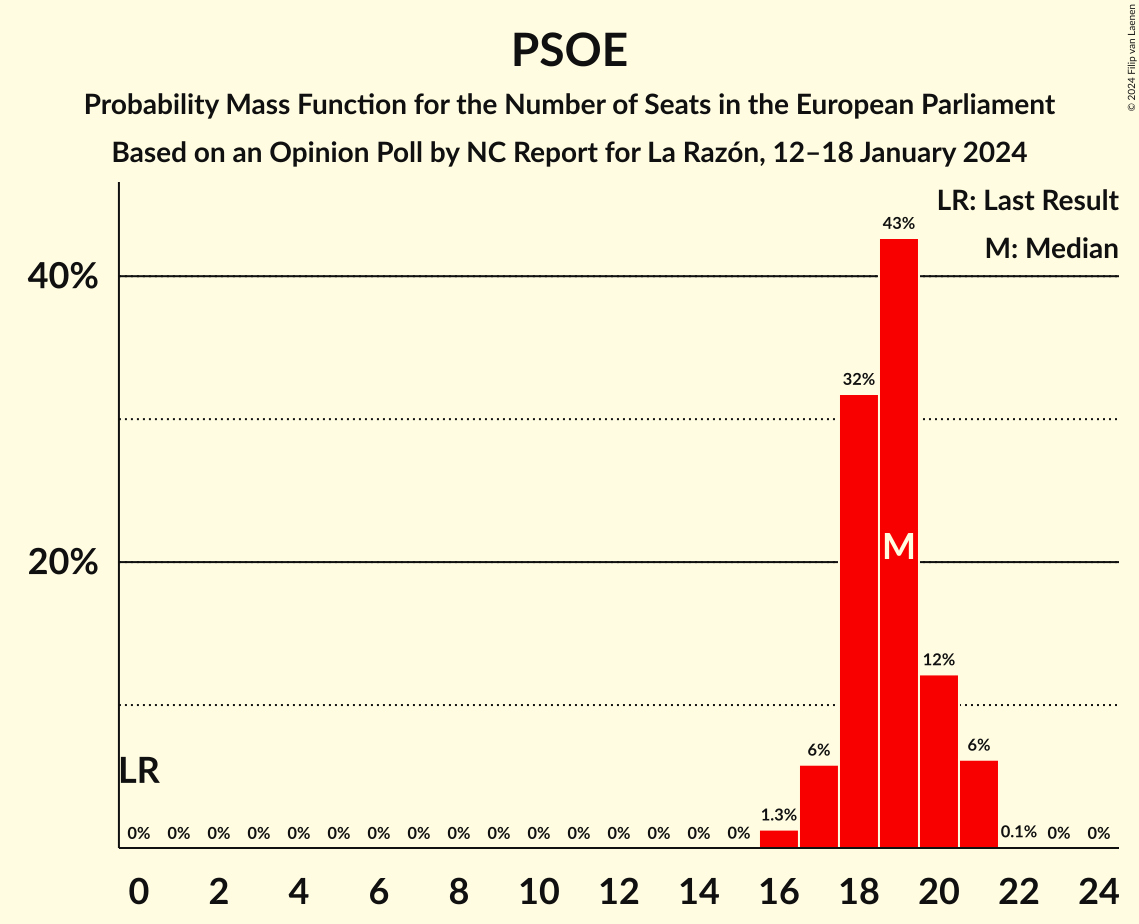 PSOE
Probability Mass Function for the Number of Seats in the European Parliament
Based on an Opinion Poll by NC Report for La Razón, 12–18 January 2024
© 2024 Filip van Laenen
LR: Last Result
M: Median
40%
20%
43%
32%
M
12%
6%
6%
LR
1.3%
0.1%
0% 0% 0% 0% 0% 0% 0% 0% 0% 0% 0% 0% 0% 0% 0% 0% 0% 0%
0 2 4 6 8 10 12 14 16 18 20 22 24